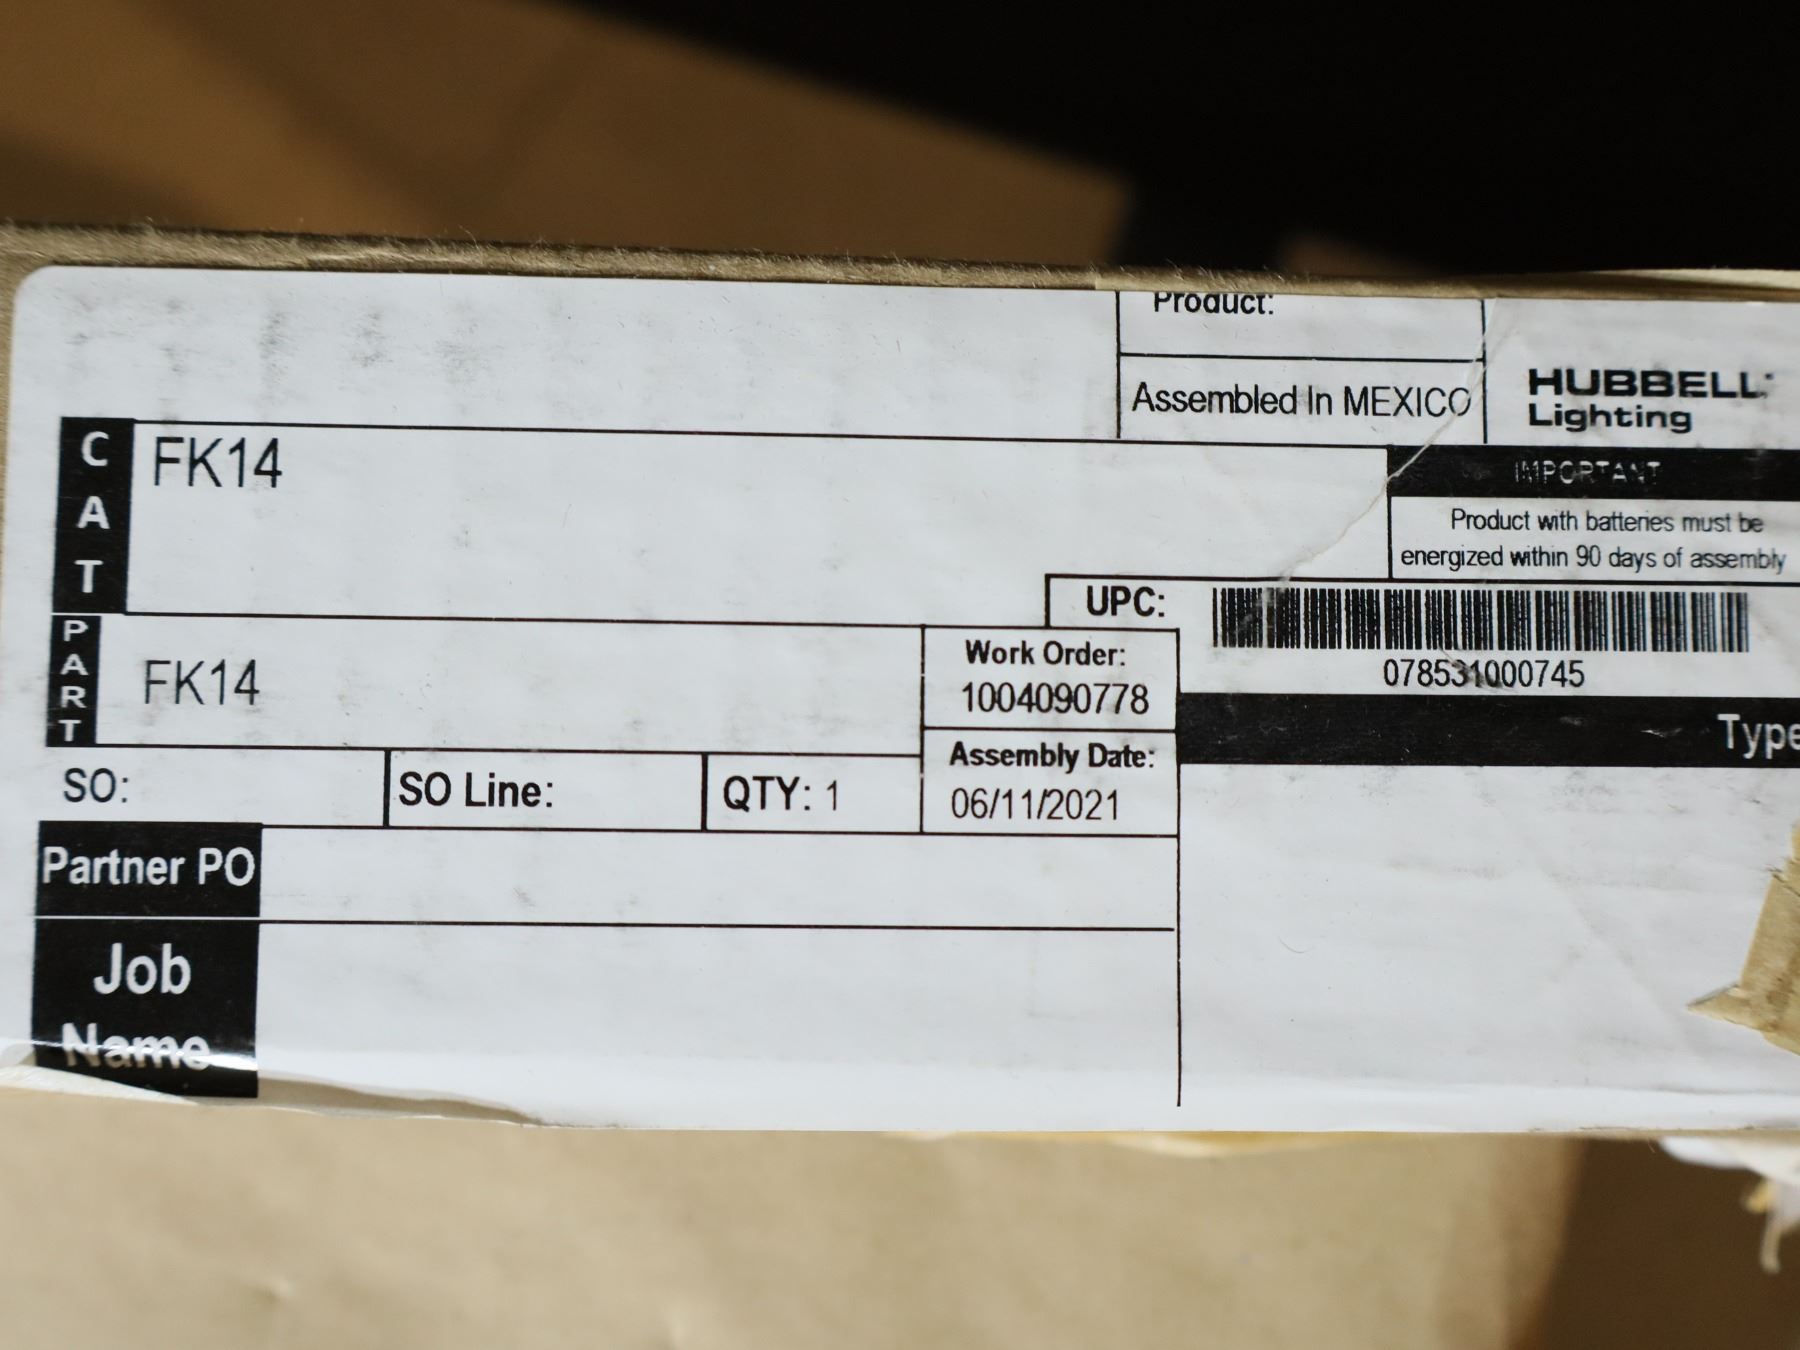 Product:
Assembled In MEXICO
HUBBELL
Lighting
CAT
FK14
IMPORTANT
Product with batteries must be
energized within 90 days of assembly
UPC:
078531000745
PART
FK14
Work Order:
1004090778
Type
Assembly Date:
06/11/2021
SO:
SO Line:
QTY: 1
Partner PO
Job
Name